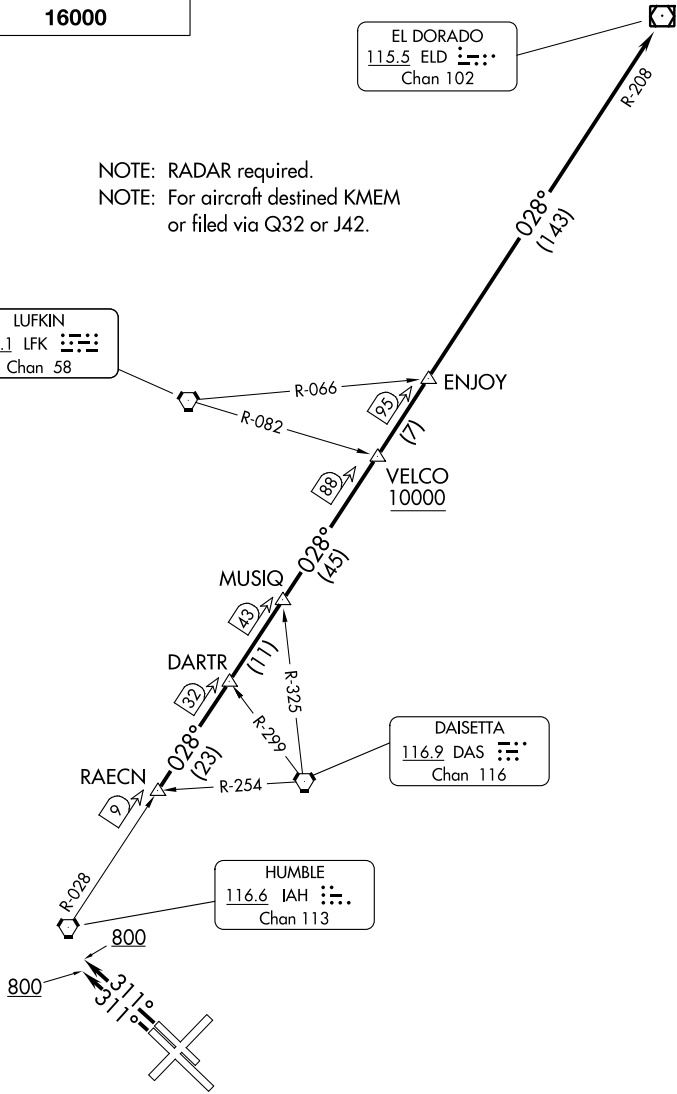 16000
EL DORADO
115.5 ELD
Chan 102
R-208
NOTE: RADAR required.
NOTE: For aircraft destined KMEM
or filed via Q32 or J42.
028°
(143)
LUFKIN
.1 LFK
Chan 58
R-066
ENJOY
95
(7)
R-082
88
VELCO
10000
028°
(45)
MUSIQ
43
(11)
DARTR
32
R-325
R-299
028°
(23)
DAISETTA
116.9 DAS
Chan 116
RAECN
R-254
9
R-028
HUMBLE
116.6 IAH
Chan 113
800
800
311°
311°